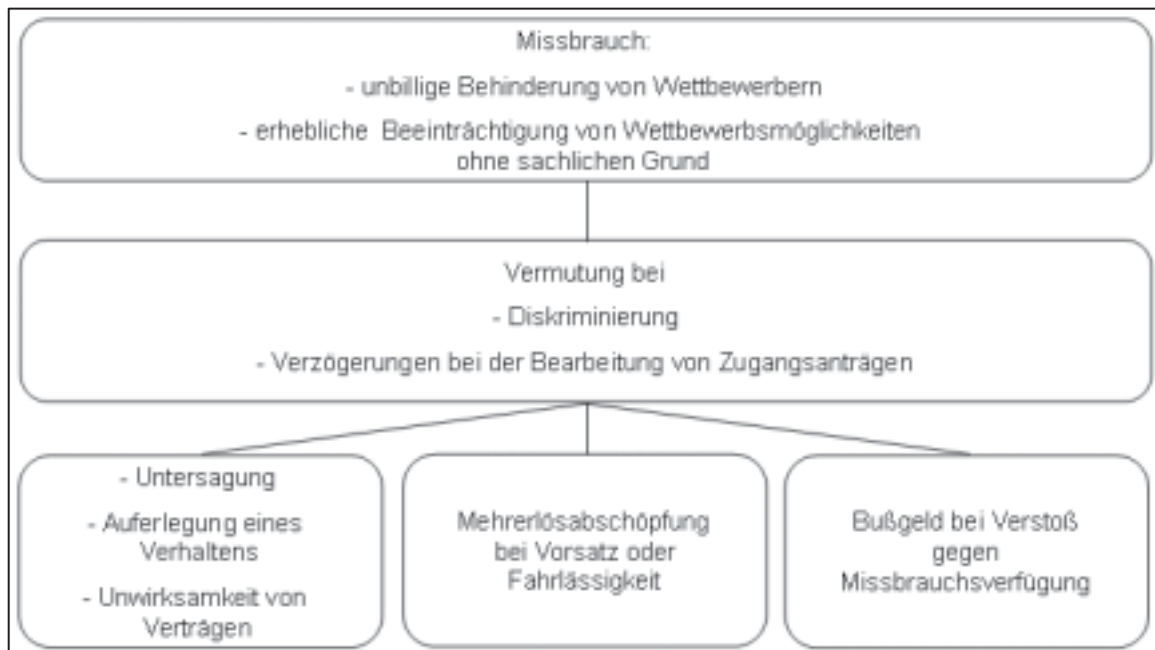 Missbrauch:
- unbillige Behinderung von Wettbewerbern
- erhebliche Beeinträchtigung von Wettbewerbsmöglichkeiten
ohne sachlichen Grund
Vermutung bei
- Diskriminierung
- Verzögerungen bei der Bearbeitung von Zugangsanträgen
- Untersagung
- Auferlegung eines
Verhaltens
- Unwirksamkeit von
Verträgen
Mehrerlösabschöpfung
bei Vorsatz oder
Fahrlässigkeit
Bußgeld bei Verstoß
gegen
Missbrauchsverfügung